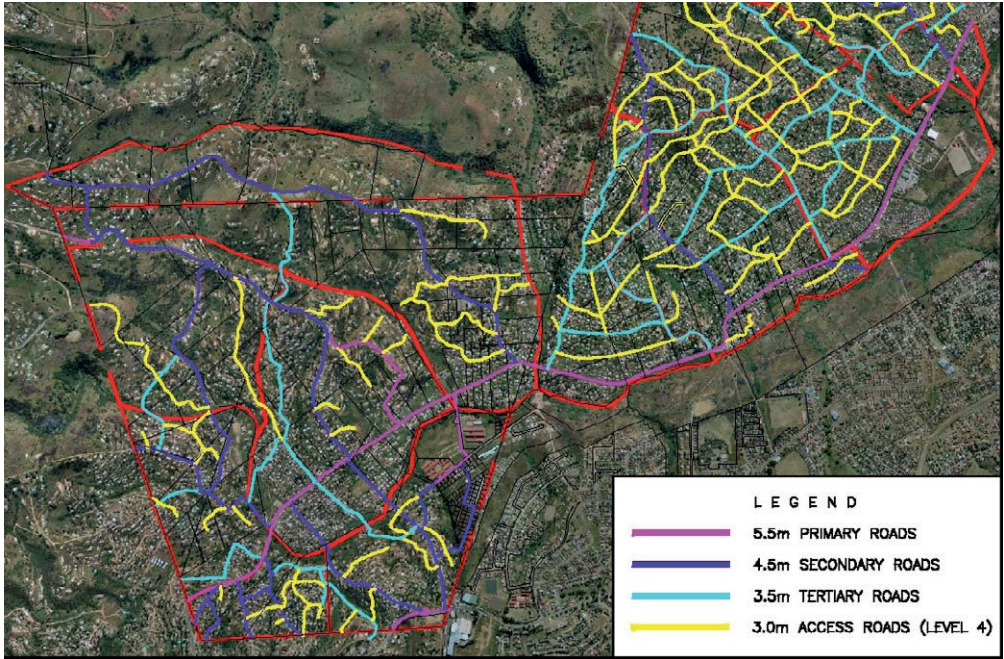 LEGEND
5.5m PRIMARY ROADS
4.5m SECONDARY ROADS
3.5m TERTIARY ROADS
3.0m ACCESS ROADS (LEVEL 4)